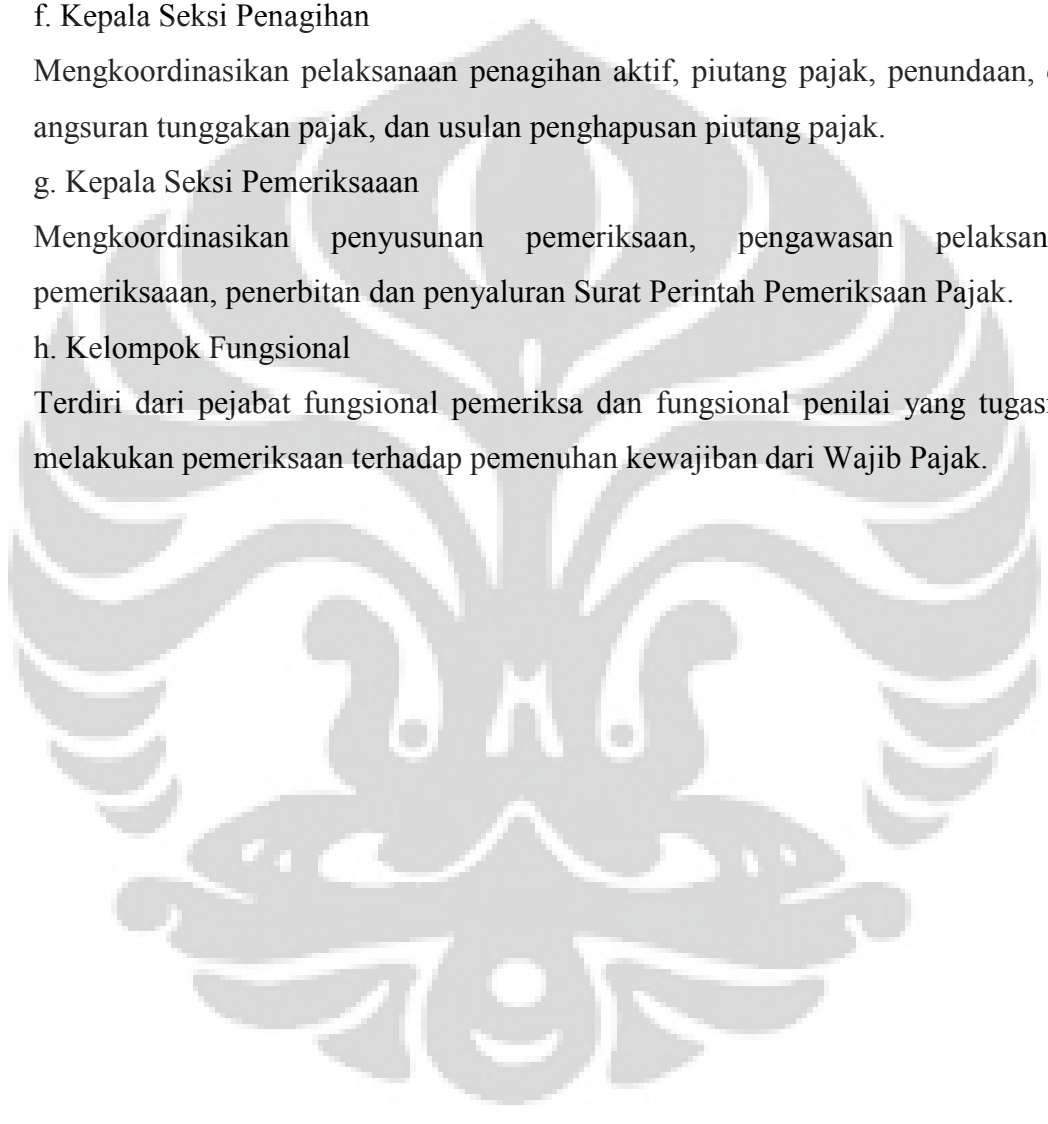 f. Kepala Seksi Penagihan
Mengkoordinasikan pelaksanaan penagihan aktif, piutang pajak, penundaan,
angsuran tunggakan pajak, dan usulan penghapusan piutang pajak.
g. Kepala Seksi Pemeriksaaan
Mengkoordinasikan penyusunan pemeriksaan, pengawasan pelaksan
pemeriksaaan, penerbitan dan penyaluran Surat Perintah Pemeriksaan Pajak.
h. Kelompok Fungsional
Terdiri dari pejabat fungsional pemeriksa dan fungsional penilai yang tugas
melakukan pemeriksaan terhadap pemenuhan kewajiban dari Wajib Pajak.